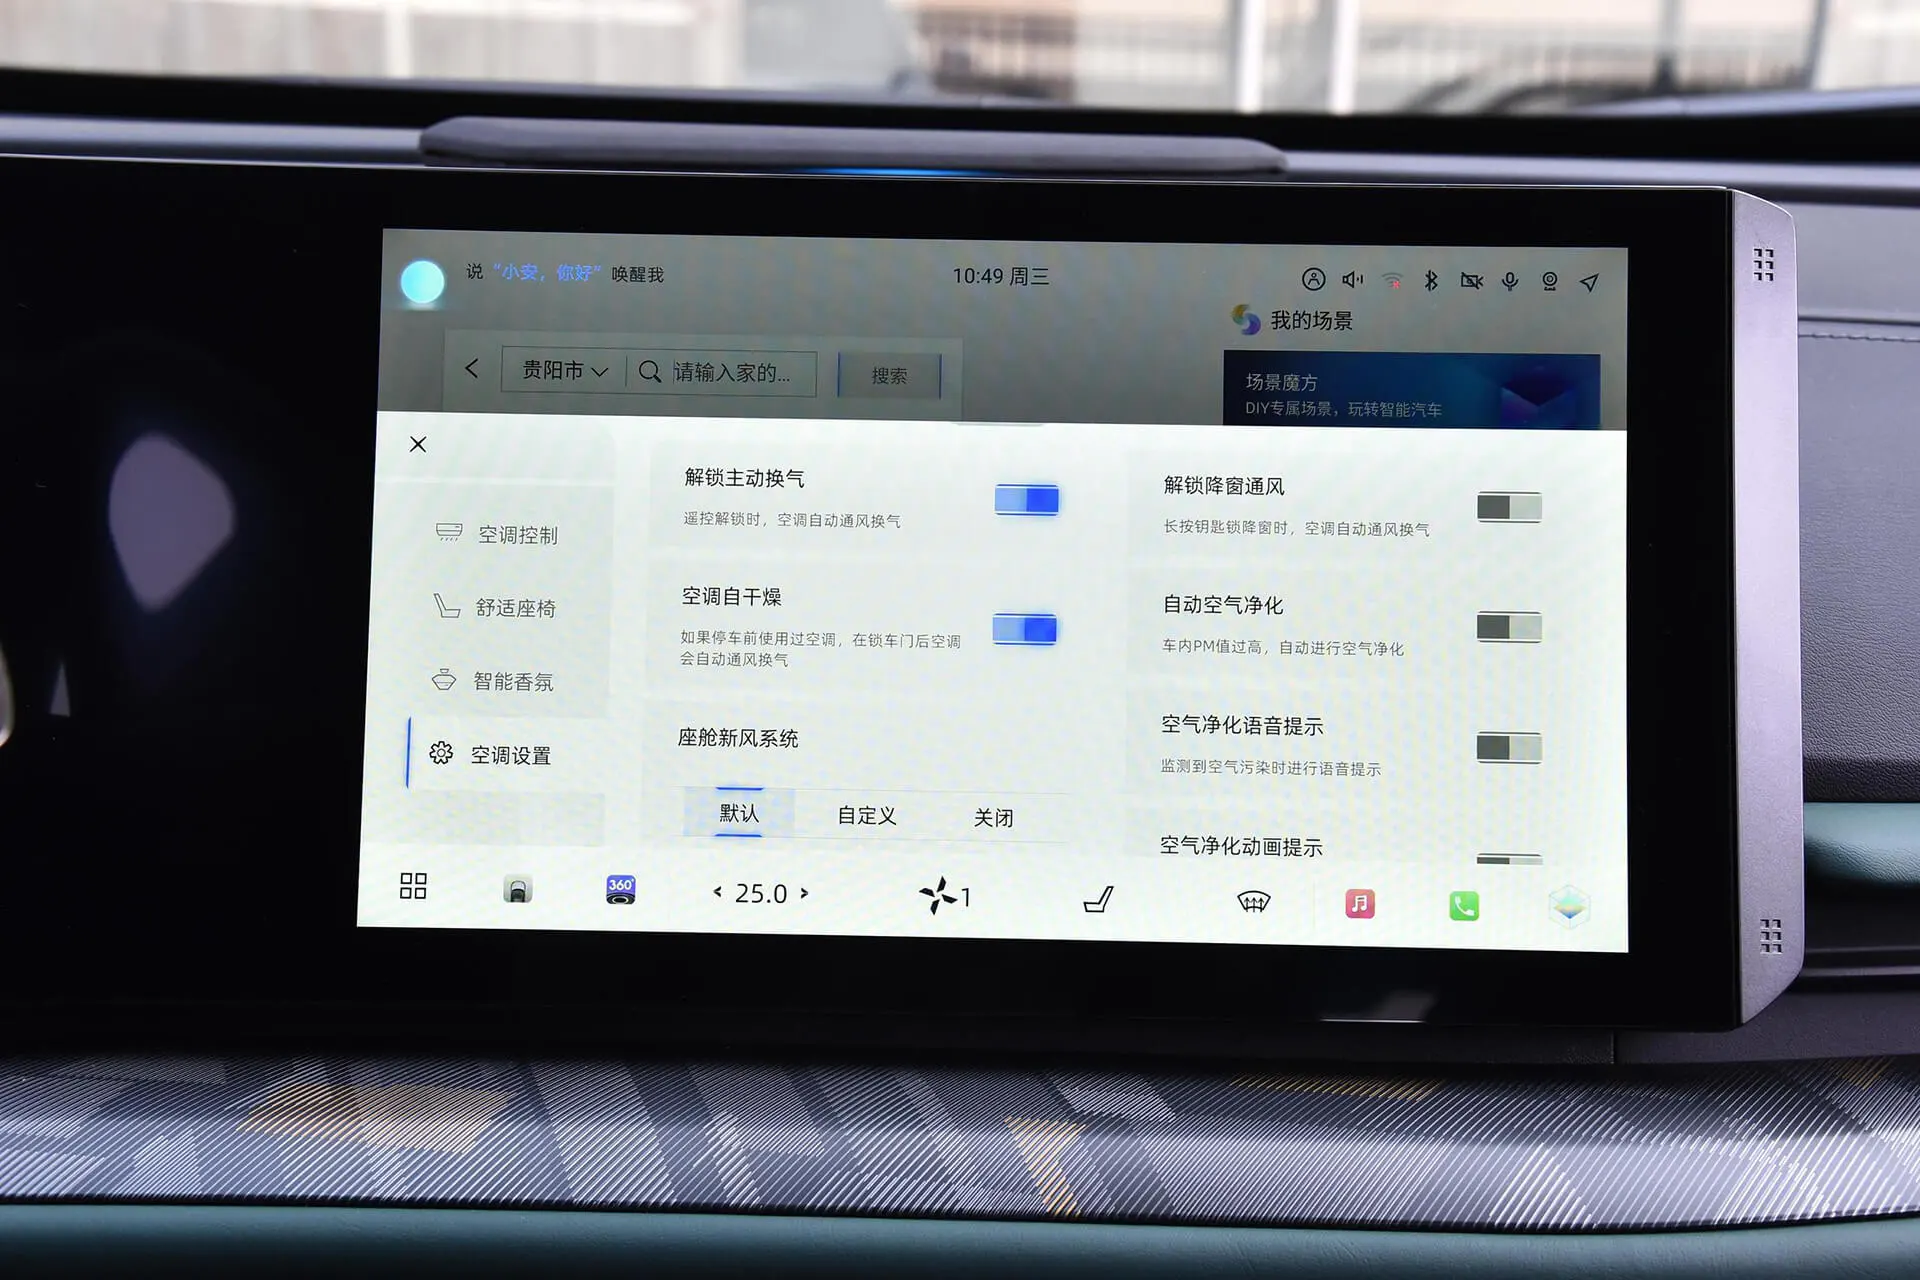 说“小安，你好”唤醒我
10:49 周三
我的场景
贵阳市
请输入家的...
搜索
场景魔方
DIY专属场景，玩转智能汽车
空调控制
舒适座椅
智能香氛
空调设置
解锁主动换气
遥控解锁时，空调自动通风换气
空调自干燥
如果停车前使用过空调，在锁车门后空调
会自动通风换气
座舱新风系统
默认
自定义
关闭
解锁降窗通风
长按钥匙锁降窗时，空调自动通风换气
自动空气净化
车内PM值过高，自动进行空气净化
空气净化语音提示
监测到空气污染时进行语音提示
空气净化动画提示
360°
< 25.0 >
1